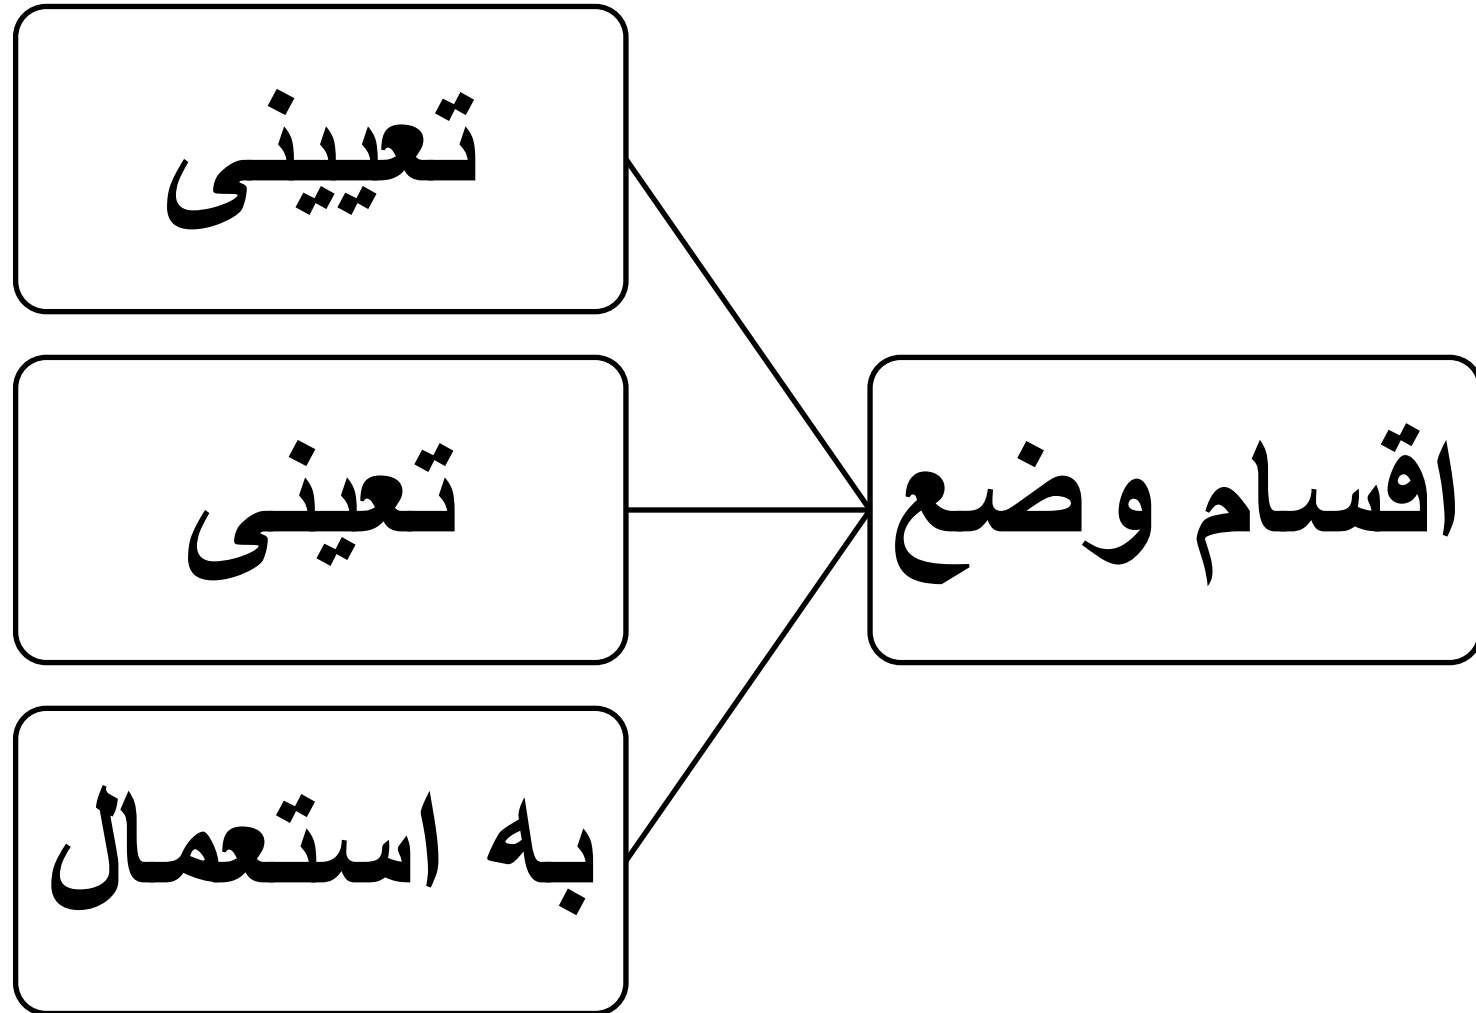 اقسام وضع
تعیینی
تعینی
به استعمال